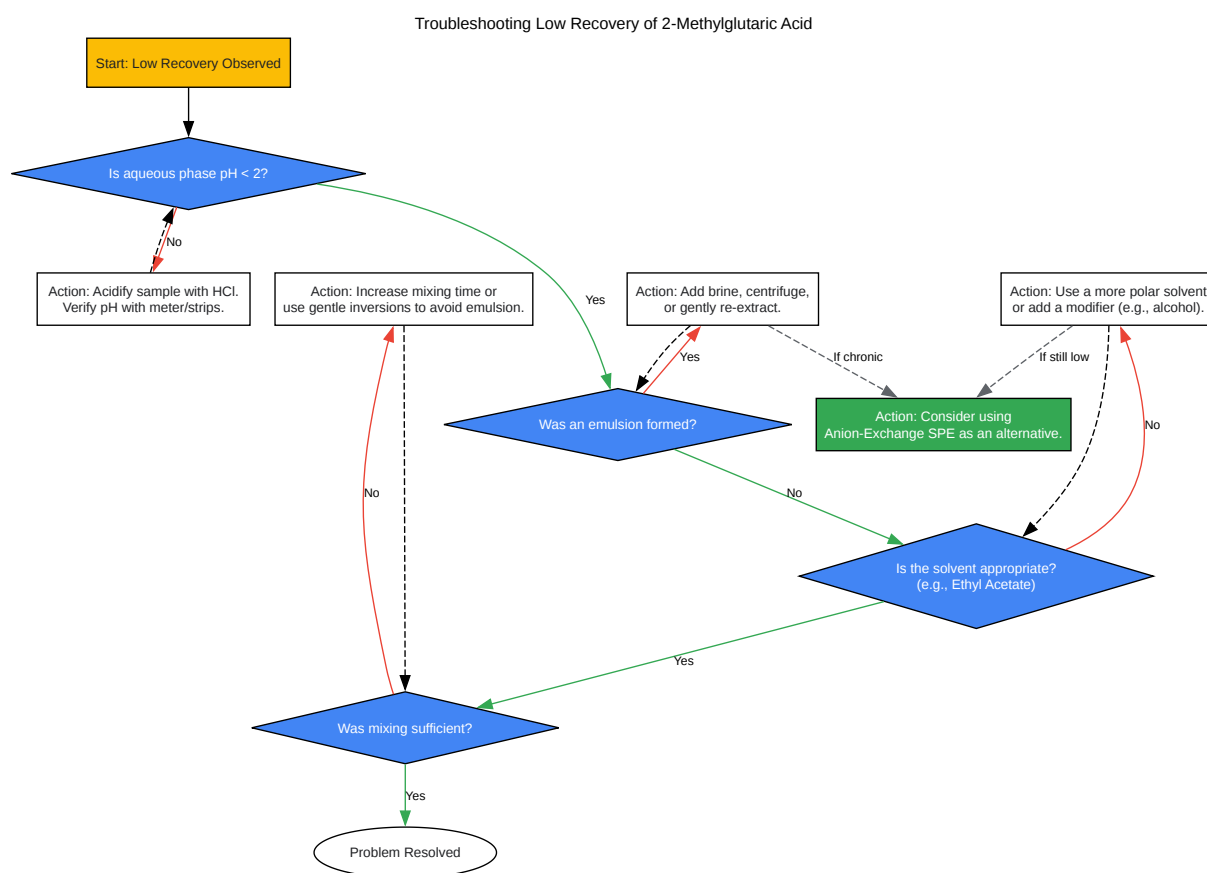 Troubleshooting Low Recovery of 2-Methylglutaric Acid
Start: Low Recovery Observed
Is aqueous phase pH < 2?
No
Action: Acidify sample with HCl.
Verify pH with meter/strips.
Action: Increase mixing time or
use gentle inversions to avoid emulsion.
Yes
Action: Add brine, centrifuge,
or gently re-extract.
Action: Use a more polar solvent
or add a modifier (e.g., alcohol).
Yes
If chronic
If still low
Was an emulsion formed?
Action: Consider using
Anion-Exchange SPE as an alternative.
No
No
No
Is the solvent appropriate?
(e.g., Ethyl Acetate)
Yes
Was mixing sufficient?
Yes
Problem Resolved